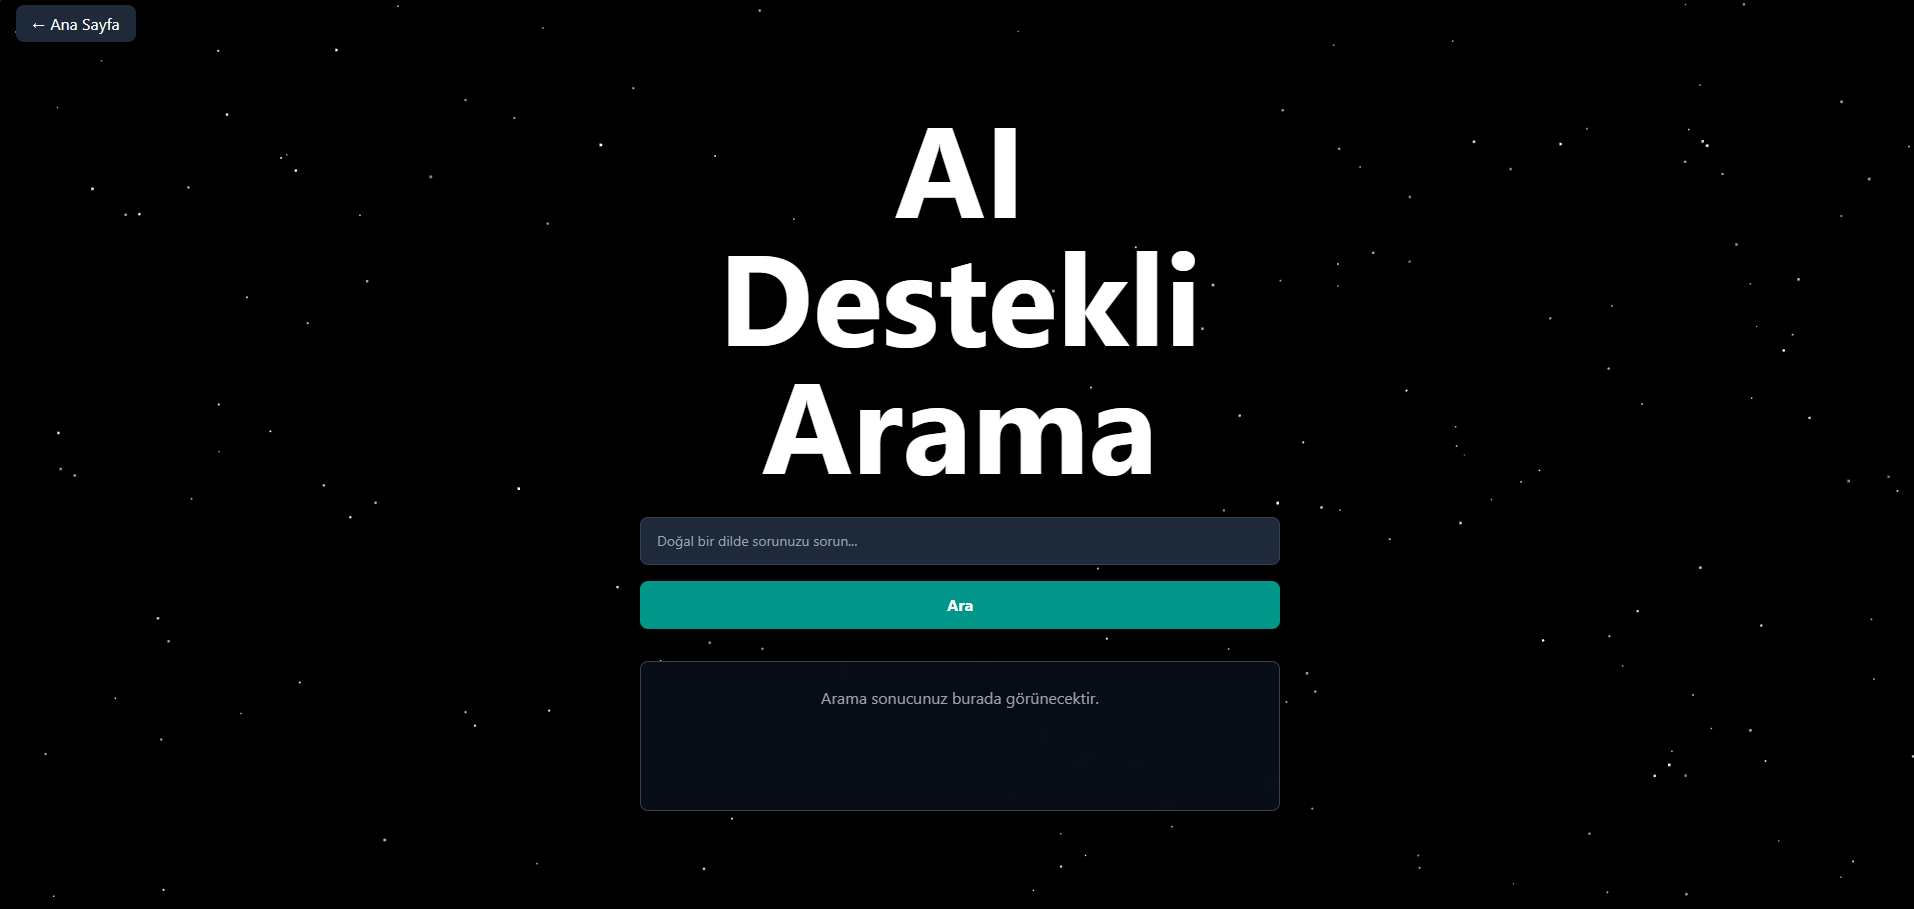 ← Ana Sayfa
AI
Destekli
Arama
Doğal bir dilde sorunuzu sorun...
Ara
Arama sonucunuz burada görünecektir.